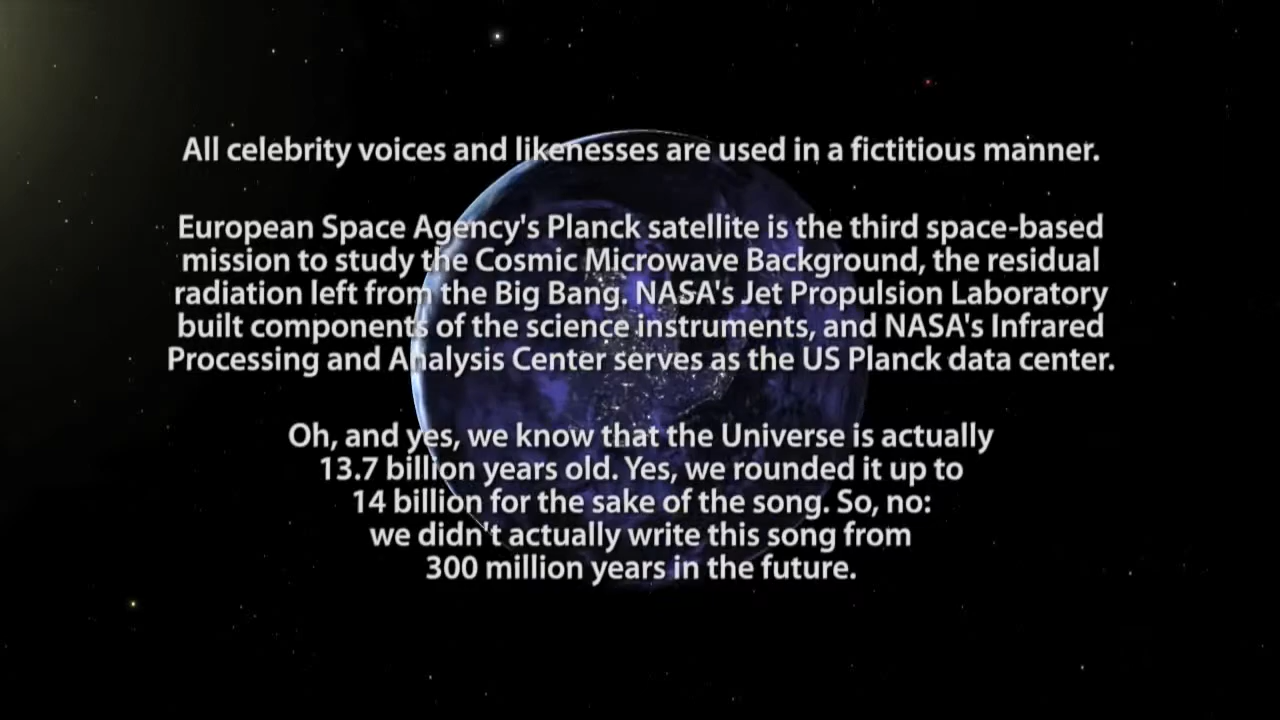 All celebrity voices and likenesses are used in a fictitious manner.
European Space Agency's Planck satellite is the third space-based
mission to study the Cosmic Microwave Background, the residual
radiation left from the Big Bang. NASA's Jet Propulsion Laboratory
built components of the science instruments, and NASA's Infrared
Processing and Analysis Center serves as the US Planck data center.
Oh, and yes, we know that the Universe is actually
13.7 billion years old. Yes, we rounded it up to
14 billion for the sake of the song. So, no:
we didn't actually write this song from
300 million years in the future.